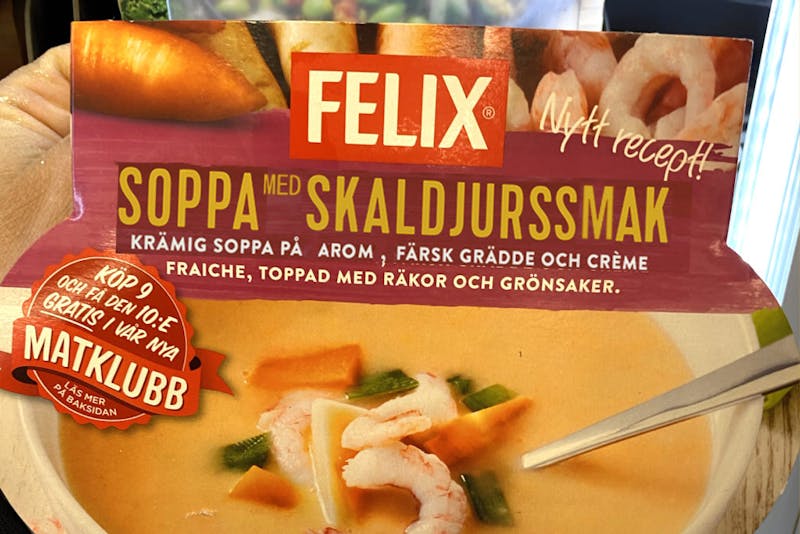 FELIX®
Nytt recept!
SOPPA MED SKALDJURSSMAK
KRÄMIG SOPPA PÅ AROM , FÄRSK GRÄDDE OCH CRÈME
FRAICHE, TOPPAD MED RÄKOR OCH GRÖNSAKER.
KÖP 9
OCH FÅ DEN 10:E
GRATIS I VÅR NYA
MATKLUBB
LÄS MER
PÅ BAKSIDAN